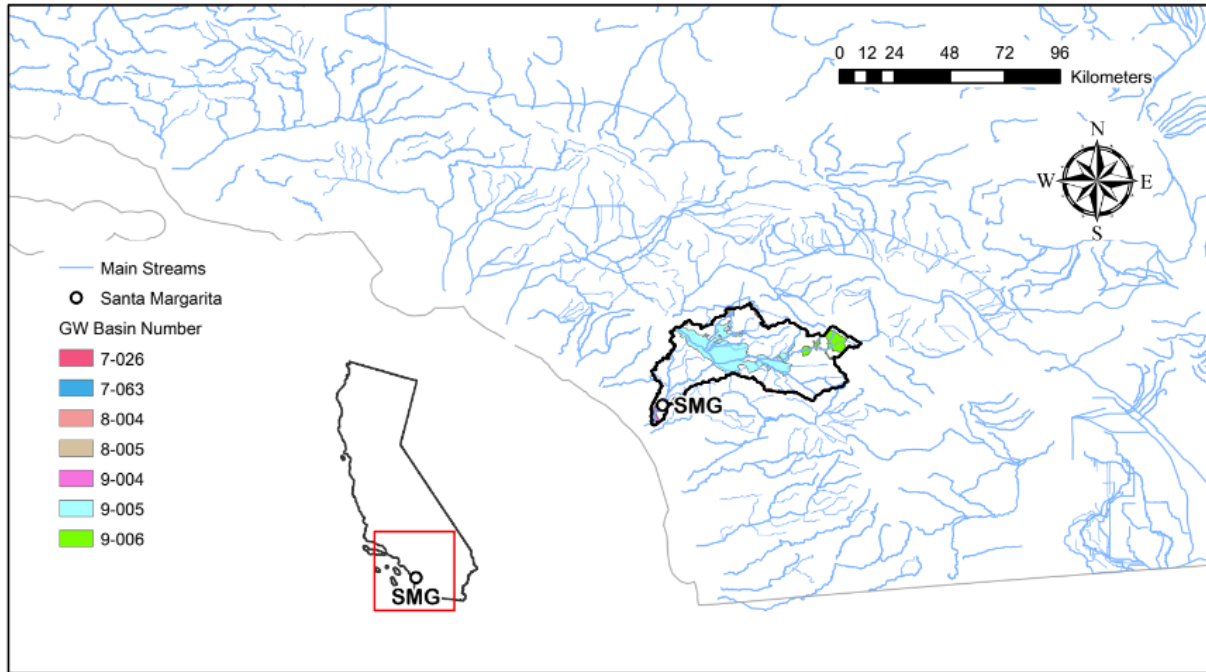 0 12 24 48 72 96
Kilometers
N
W E
S
Main Streams
Santa Margarita
GW Basin Number
7-026
7-063
8-004
8-005
9-004
9-005
9-006
SMG
SMG